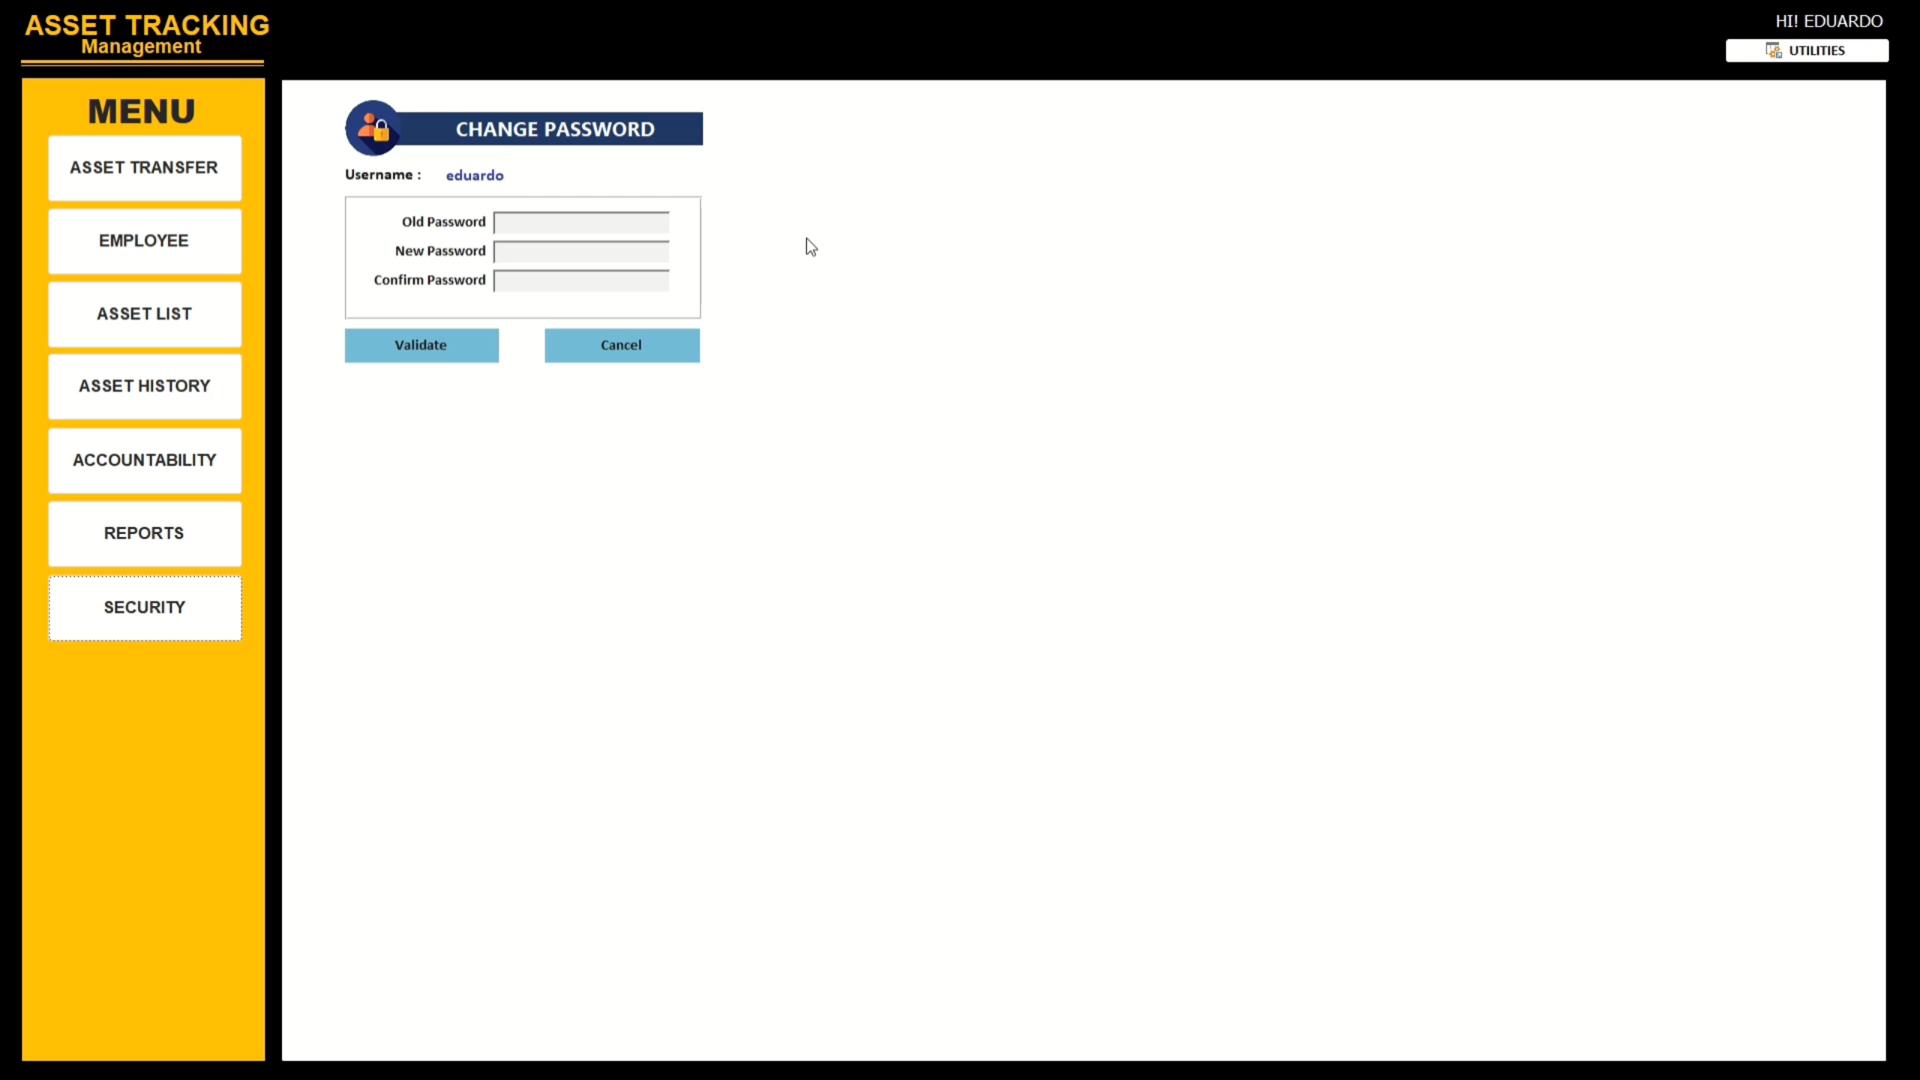 ASSET TRACKING
Management
HI! EDUARDO
UTILITIES
MENU
ASSET TRANSFER
EMPLOYEE
ASSET LIST
ASSET HISTORY
ACCOUNTABILITY
REPORTS
SECURITY
CHANGE PASSWORD
Username : eduardo
Old Password
New Password
Confirm Password
Validate Cancel